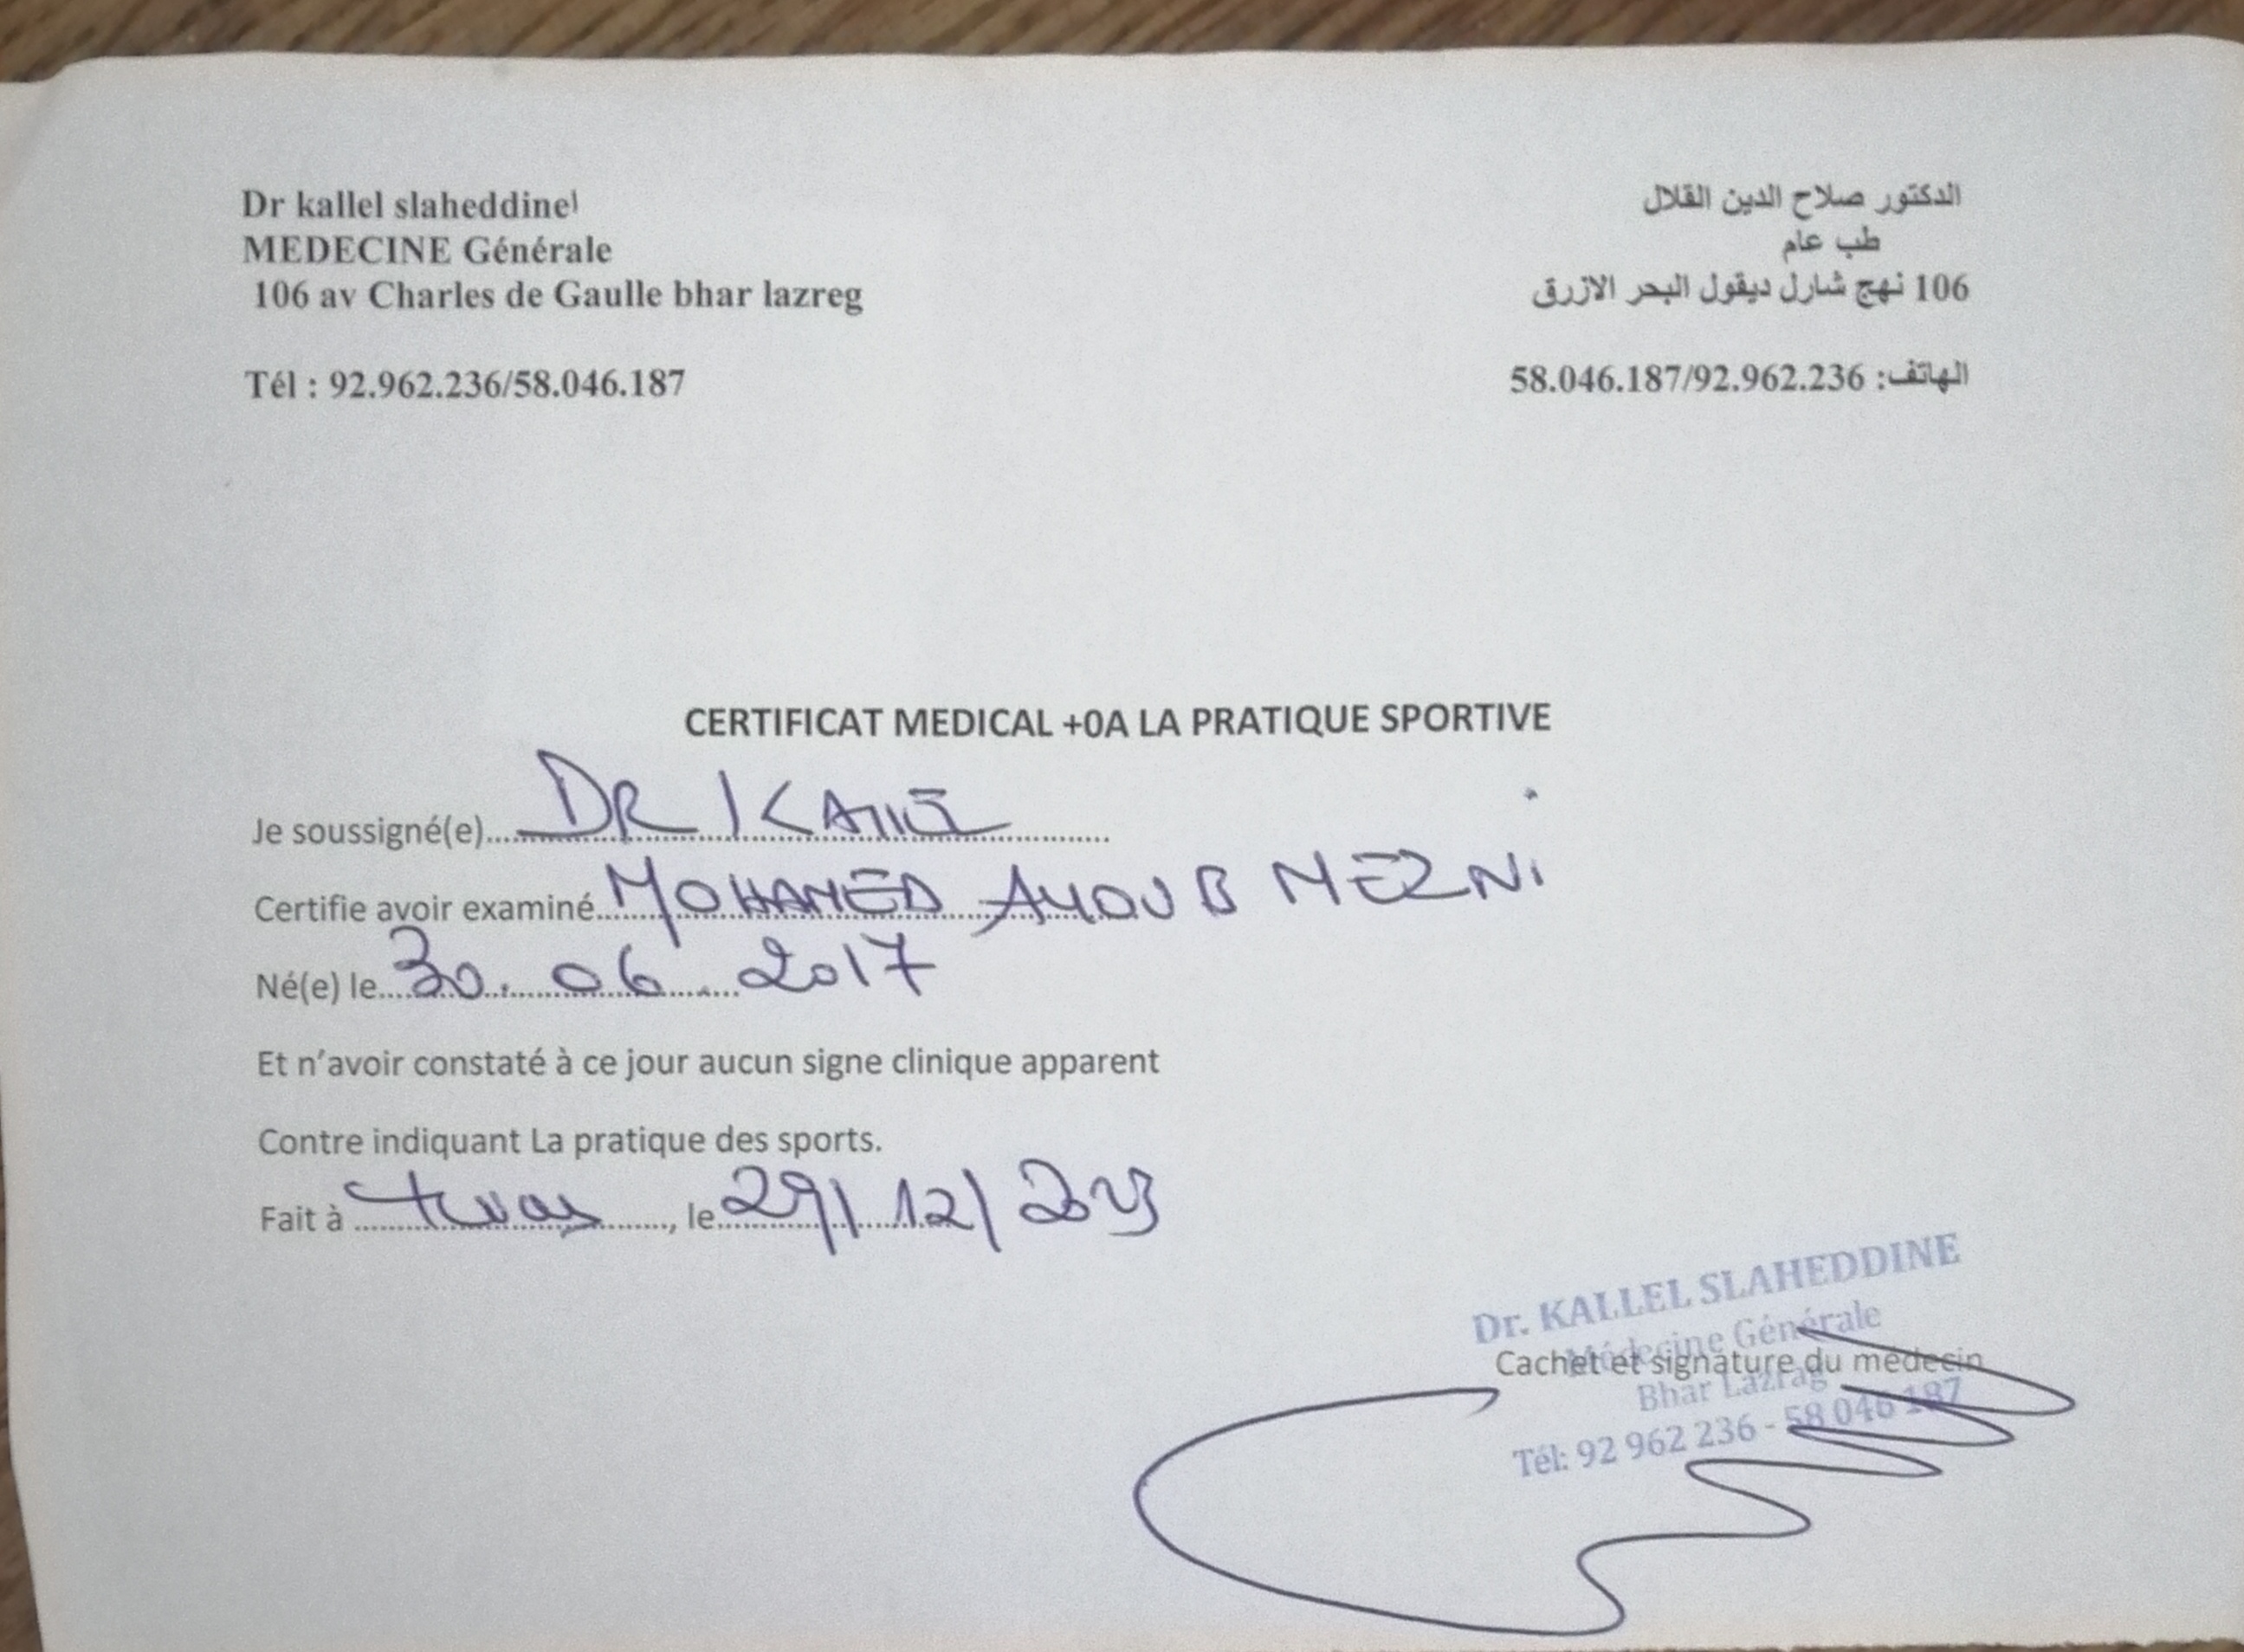 Dr kallel slaheddine
MEDECINE Générale
106 av Charles de Gaulle bhar lazreg
Tél : 92.962.236/58.046.187
الدكتور صلاح الدين القلال
طب عام
106 نهج شارل ديقول البحر الازرق
الهاتف: 58.046.187/92.962.236
CERTIFICAT MEDICAL +0A LA PRATIQUE SPORTIVE
Je soussigné(e) DR KALLEL
Certifie avoir examiné MOHAMED AYOUB MEZNI
Né(e) le 30. 06. 2017
Et n'avoir constaté à ce jour aucun signe clinique apparent
Contre indiquant La pratique des sports.
Fait à , le 29/12/2023
Dr. KALLEL SLAHEDDINE
Médecine Générale
Cachet et signature du médecin
Bhar Lazrag
Tél: 92 962 236 - 58 046 187